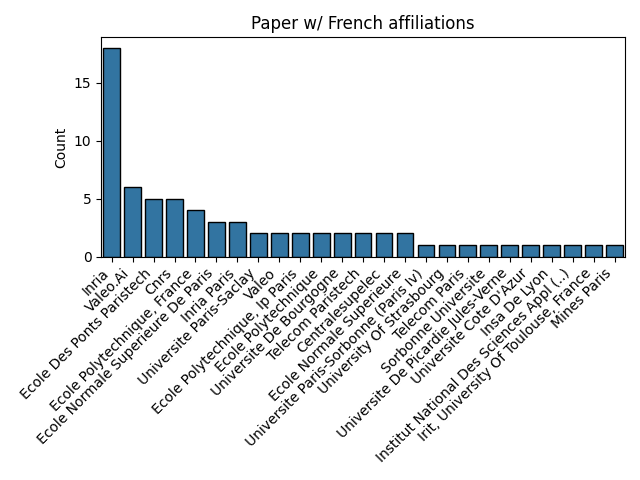 Paper w/ French affiliations
Count
15
10
5
0
Inria
Valeo.Ai
Ecole Des Ponts Paristech
Cnrs
Ecole Polytechnique, France
Ecole Normale Superieure De Paris
Inria Paris
Universite Paris-Saclay
Valeo
Ecole Polytechnique, Ip Paris
Ecole Polytechnique
Universite De Bourgogne
Telecom Paristech
Centralesupelec
Ecole Normale Superieure
Universite Paris-Sorbonne (Paris Iv)
University Of Strasbourg
Telecom Paris
Sorbonne Universite
Universite De Picardie Jules-Verne
Universite Cote D'Azur
Insa De Lyon
Institut National Des Sciences Appl (..)
Irit, University Of Toulouse, France
Mines Paris